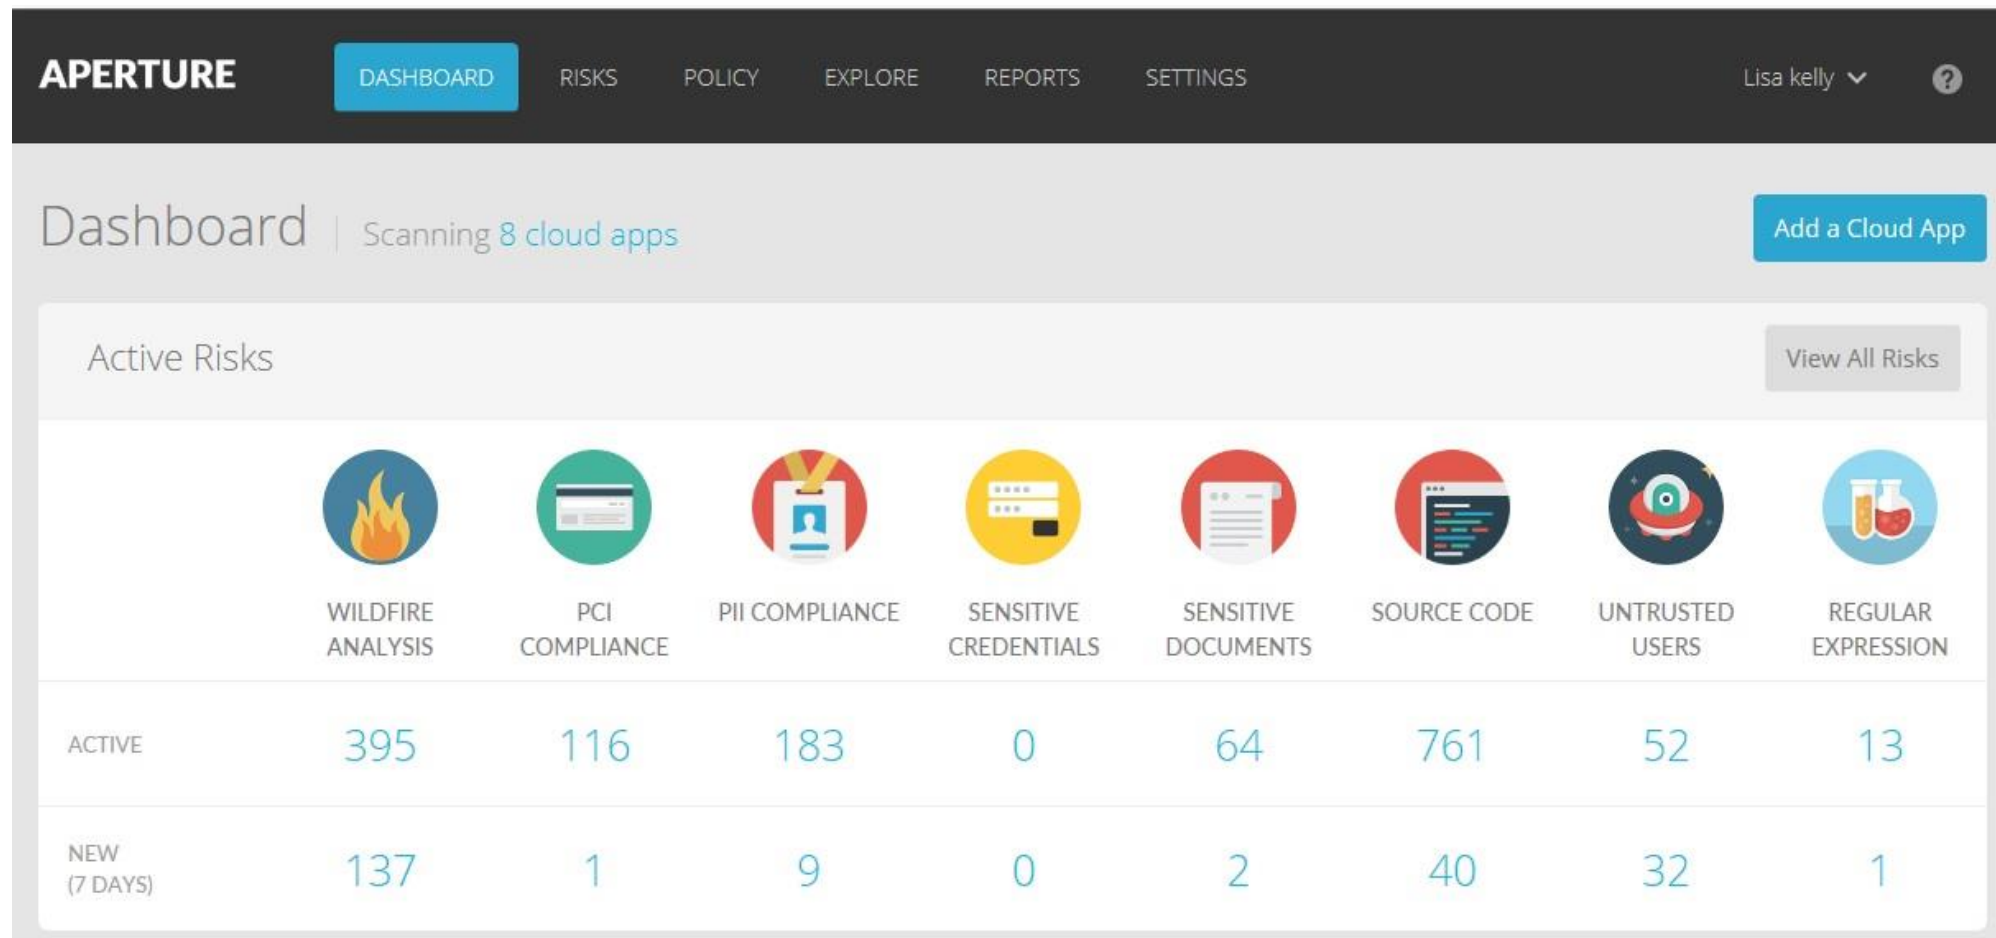 APERTURE DASHBOARD RISKS POLICY EXPLORE REPORTS SETTINGS Lisa kelly ?
Dashboard Scanning 8 cloud apps Add a Cloud App
Active Risks View All Risks
WILDFIRE ANALYSIS
PCI COMPLIANCE
PII COMPLIANCE
SENSITIVE CREDENTIALS
SENSITIVE DOCUMENTS
SOURCE CODE
UNTRUSTED USERS
REGULAR EXPRESSION
ACTIVE 395 116 183 0 64 761 52 13
NEW (7 DAYS) 137 1 9 0 2 40 32 1